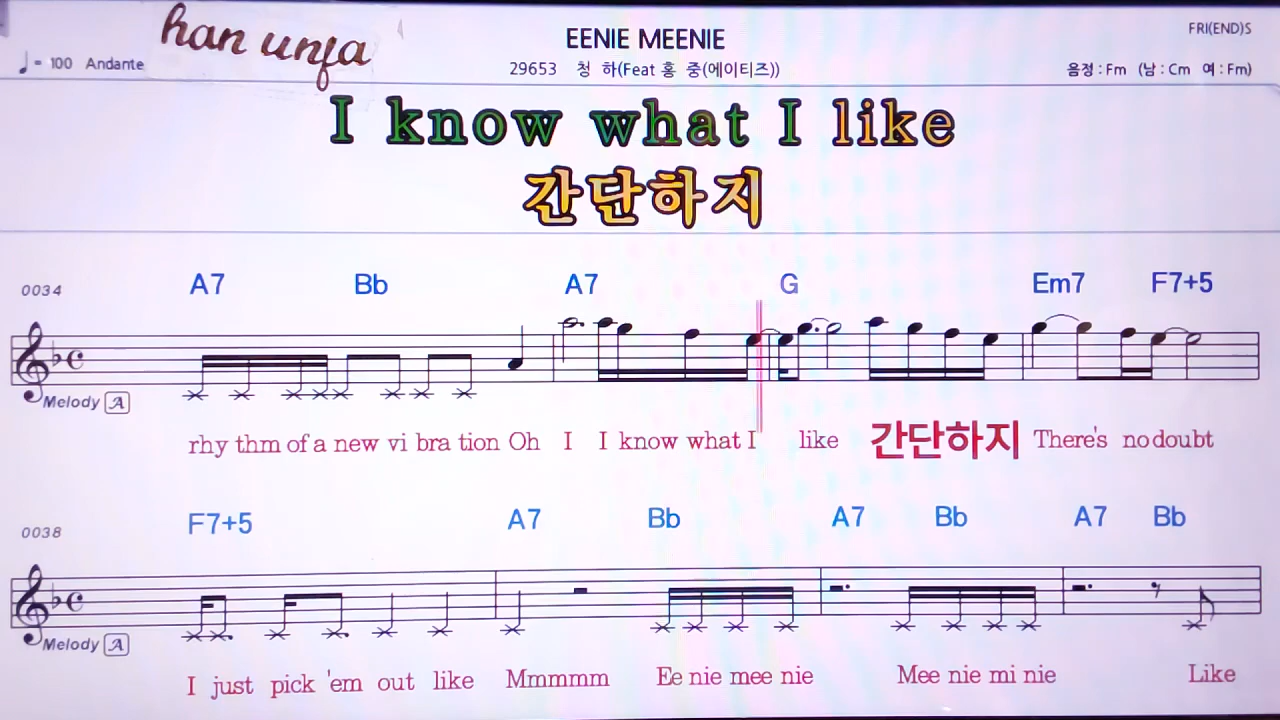 han unja
EENIE MEENIE
FRI(END)S
♩ = 100 Andante
29653 청 하(Feat 홍 중(에이티즈))
음정 : Fm (남 : Cm 여 : Fm)
I know what I like
간단하지
0034 A7 Bb A7 G Em7 F7+5
Melody A
rhy thm of a new vi bra tion Oh I I know what I like 간단하지 There's no doubt
0038 F7+5 A7 Bb A7 Bb A7 Bb
Melody A
I just pick 'em out like Mmmmm Ee nie mee nie Mee nie mi nie Like